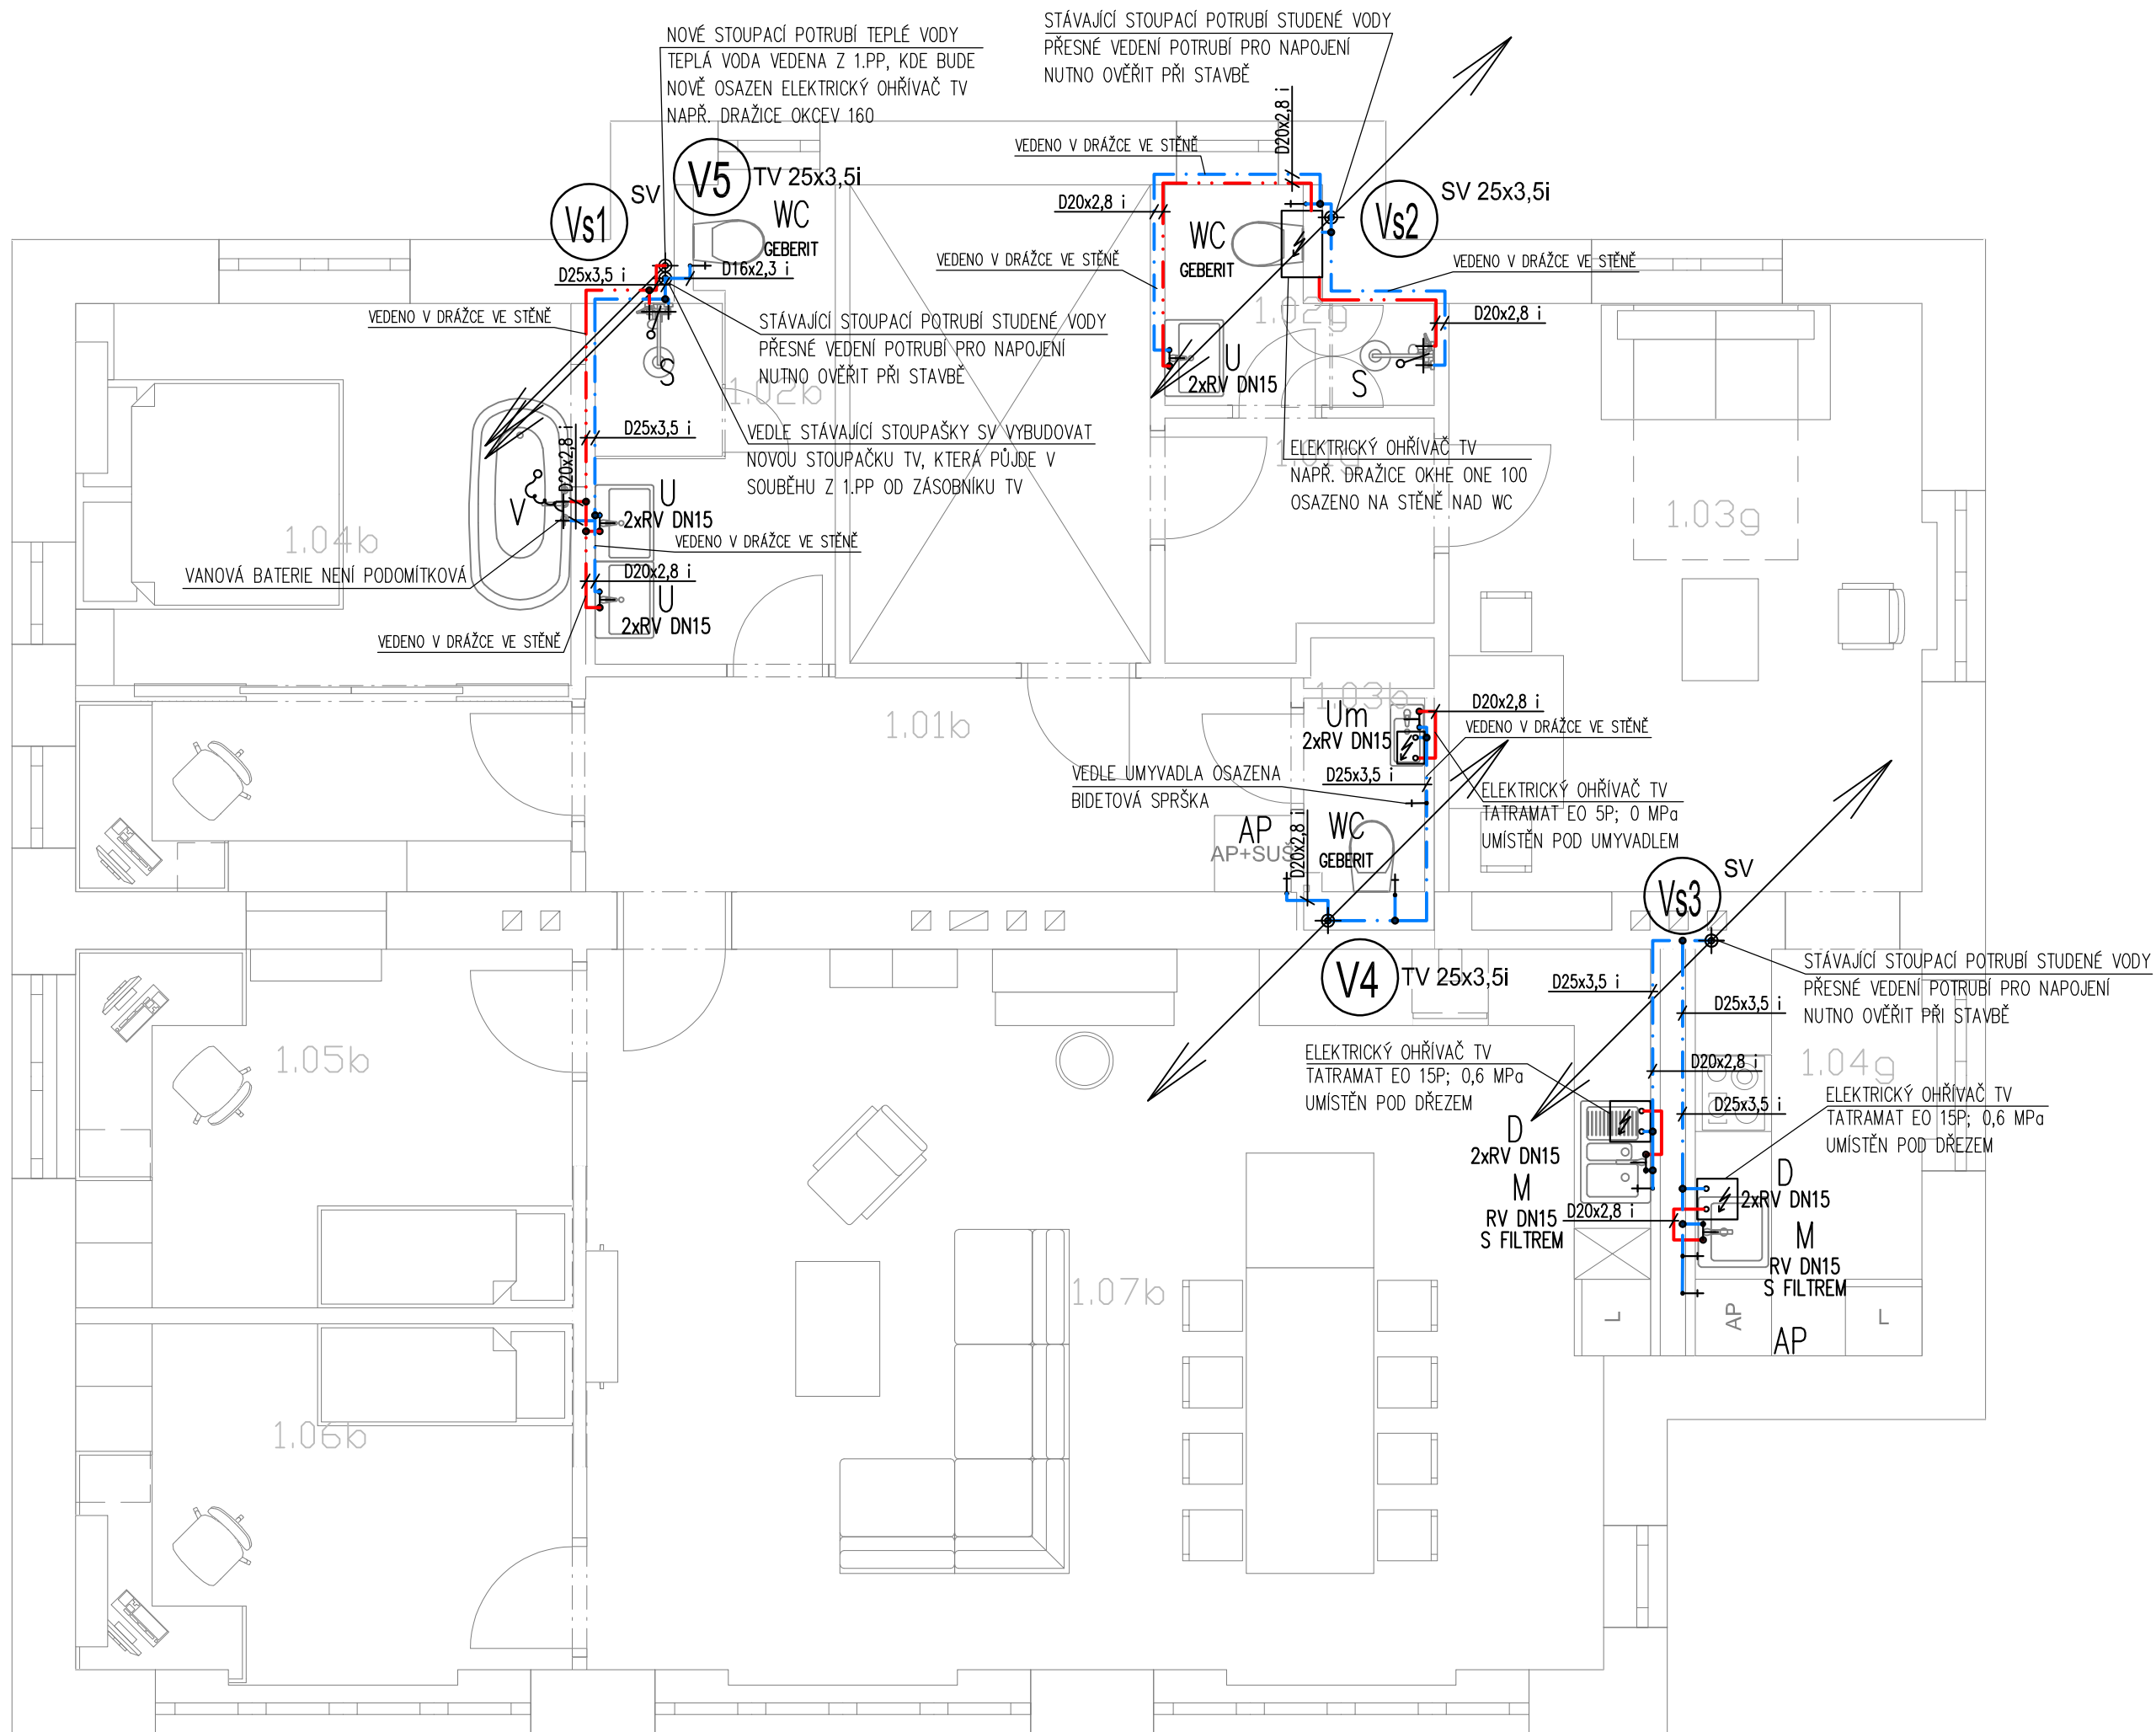 NOVÉ STOUPACÍ POTRUBÍ TEPLÉ VODY
TEPLÁ VODA VEDENA Z 1.PP, KDE BUDE
NOVĚ OSAZEN ELEKTRICKÝ OHŘÍVAČ TV
NAPŘ. DRAŽICE OKCEV 160
STÁVAJÍCÍ STOUPACÍ POTRUBÍ STUDENÉ VODY
PŘESNÉ VEDENÍ POTRUBÍ PRO NAPOJENÍ
NUTNO OVĚŘIT PŘI STAVBĚ
D20x2,8 i
VEDENO V DRÁŽCE VE STĚNĚ
V5
TV 25x3,5i
Vs1
SV
WC
GEBERIT
D25x3,5 i
D16x2,3 i
VEDENO V DRÁŽCE VE STĚNĚ
STÁVAJÍCÍ STOUPACÍ POTRUBÍ STUDENÉ VODY
PŘESNÉ VEDENÍ POTRUBÍ PRO NAPOJENÍ
NUTNO OVĚŘIT PŘI STAVBĚ
S
1.02b
D20x2,8 i
WC
GEBERIT
VEDENO V DRÁŽCE VE STĚNĚ
Vs2
SV 25x3,5i
VEDENO V DRÁŽCE VE STĚNĚ
1.02g
D20x2,8 i
U
2xRV DN15
S
D25x3,5 i
D20x2,8 i
VEDLE STÁVAJÍCÍ STOUPAŠKY SV VYBUDOVAT
NOVOU STOUPAČKU TV, KTERÁ PŮJDE V
SOUBĚHU Z 1.PP OD ZÁSOBNÍKU TV
1.01g
ELEKTRICKÝ OHŘÍVAČ TV
NAPŘ. DRAŽICE OKHE ONE 100
OSAZENO NA STĚNĚ NAD WC
1.03g
1.04b
V
U
2xRV DN15
VEDENO V DRÁŽCE VE STĚNĚ
VANOVÁ BATERIE NENÍ PODOMÍTKOVÁ
D20x2,8 i
U
2xRV DN15
VEDENO V DRÁŽCE VE STĚNĚ
1.01b
1.03b
Um
2xRV DN15
D20x2,8 i
VEDENO V DRÁŽCE VE STĚNĚ
VEDLE UMYVADLA OSAZENA
BIDETOVÁ SPRŠKA
D25x3,5 i
ELEKTRICKÝ OHŘÍVAČ TV
TATRAMAT EO 5P; 0 MPa
UMÍSTĚN POD UMYVADLEM
AP
AP+SUŠ
D20x2,8 i
WC
GEBERIT
Vs3
SV
V4
TV 25x3,5i
STÁVAJÍCÍ STOUPACÍ POTRUBÍ STUDENÉ VODY
PŘESNÉ VEDENÍ POTRUBÍ PRO NAPOJENÍ
NUTNO OVĚŘIT PŘI STAVBĚ
D25x3,5 i
D25x3,5 i
D20x2,8 i
D25x3,5 i
1.04g
1.05b
ELEKTRICKÝ OHŘÍVAČ TV
TATRAMAT EO 15P; 0,6 MPa
UMÍSTĚN POD DŘEZEM
ELEKTRICKÝ OHŘÍVAČ TV
TATRAMAT EO 15P; 0,6 MPa
UMÍSTĚN POD DŘEZEM
D
2xRV DN15
M
RV DN15
S FILTREM
D20x2,8 i
D
2xRV DN15
M
RV DN15
S FILTREM
1.07b
L
AP
AP
L
1.06b